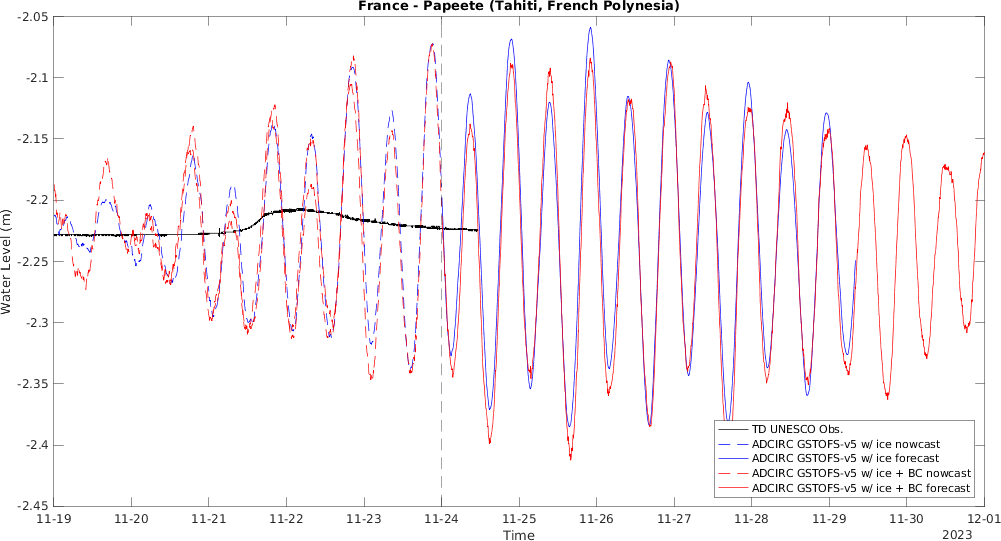 France - Papeete (Tahiti, French Polynesia)
-2.05
-2.1
-2.15
-2.2
-2.25
-2.3
-2.35
-2.4
-2.45
Water Level (m)
TD UNESCO Obs.
ADCIRC GSTOFS-v5 w/ ice nowcast
ADCIRC GSTOFS-v5 w/ ice forecast
ADCIRC GSTOFS-v5 w/ ice + BC nowcast
ADCIRC GSTOFS-v5 w/ ice + BC forecast
11-19 11-20 11-21 11-22 11-23 11-24 11-25 11-26 11-27 11-28 11-29 11-30 12-01
Time
2023